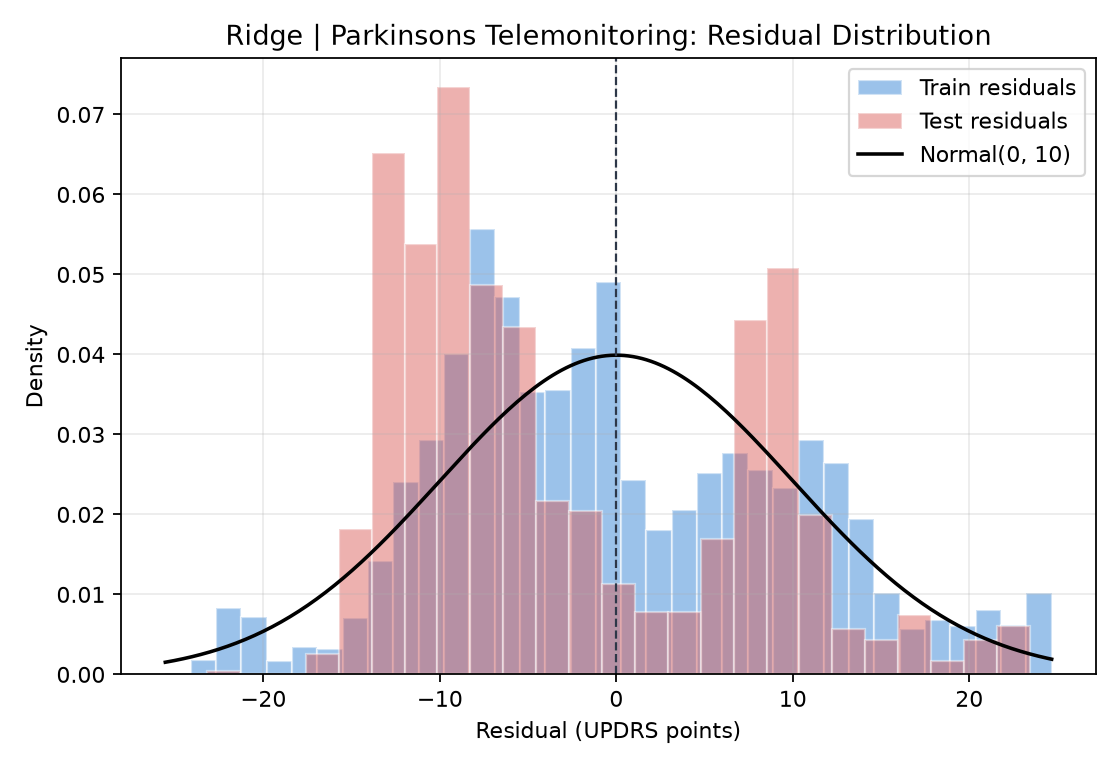 Ridge | Parkinsons Telemonitoring: Residual Distribution
Train residuals
Test residuals
Normal(0, 10)
Density
0.07
0.06
0.05
0.04
0.03
0.02
0.01
0.00
−20
−10
0
10
20
Residual (UPDRS points)